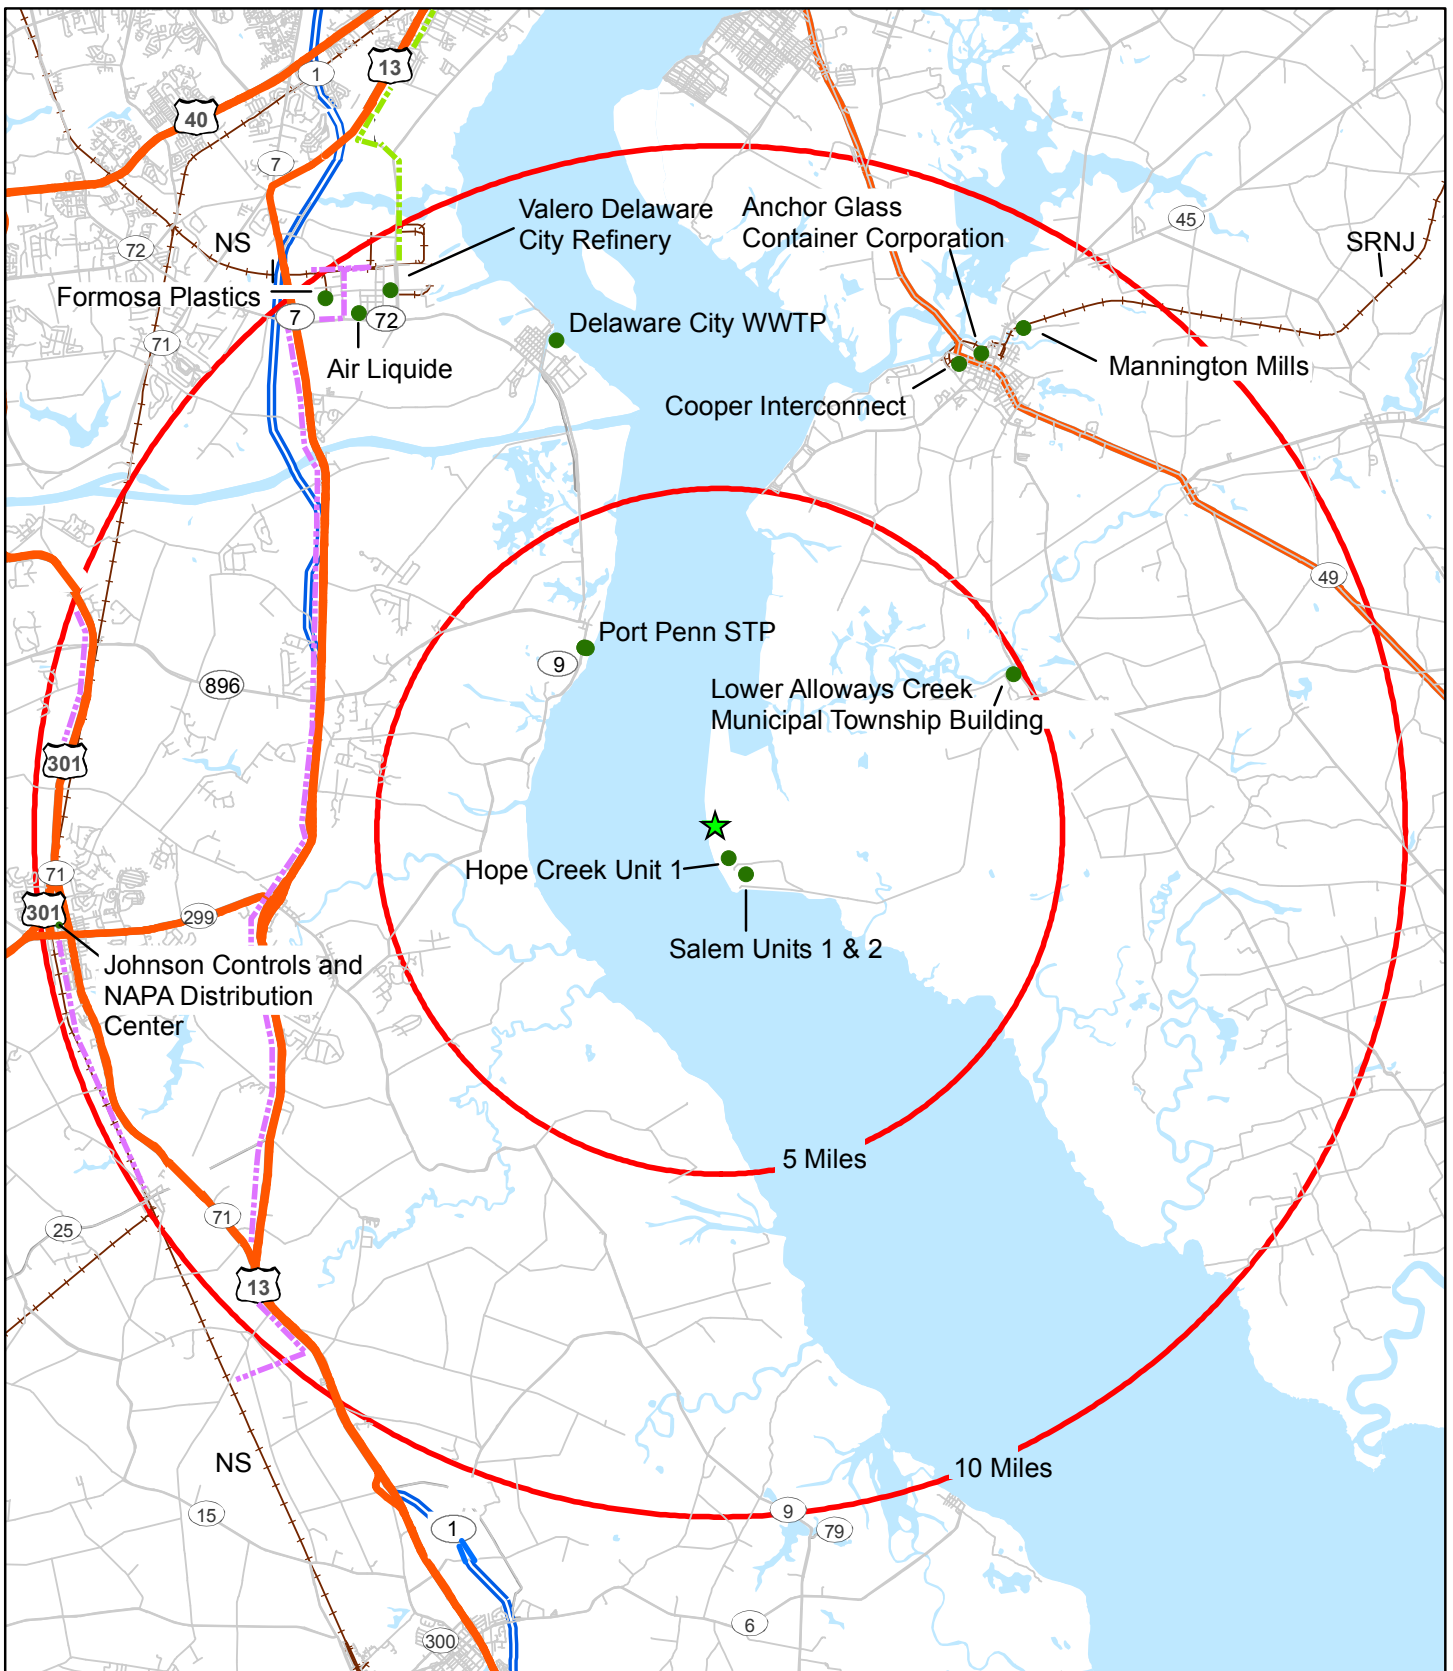 13
1
40
7
Valero Delaware
City Refinery
Anchor Glass
Container Corporation
45
72
NS
SRNJ
Formosa Plastics
7
72
Delaware City WWTP
71
Air Liquide
Mannington Mills
Cooper Interconnect
49
Port Penn STP
9
896
Lower Alloways Creek
Municipal Township Building
301
Hope Creek Unit 1
71
301
299
Salem Units 1 & 2
Johnson Controls and
NAPA Distribution
Center
5 Miles
71
25
13
10 Miles
NS
15
9
1
79
6
300